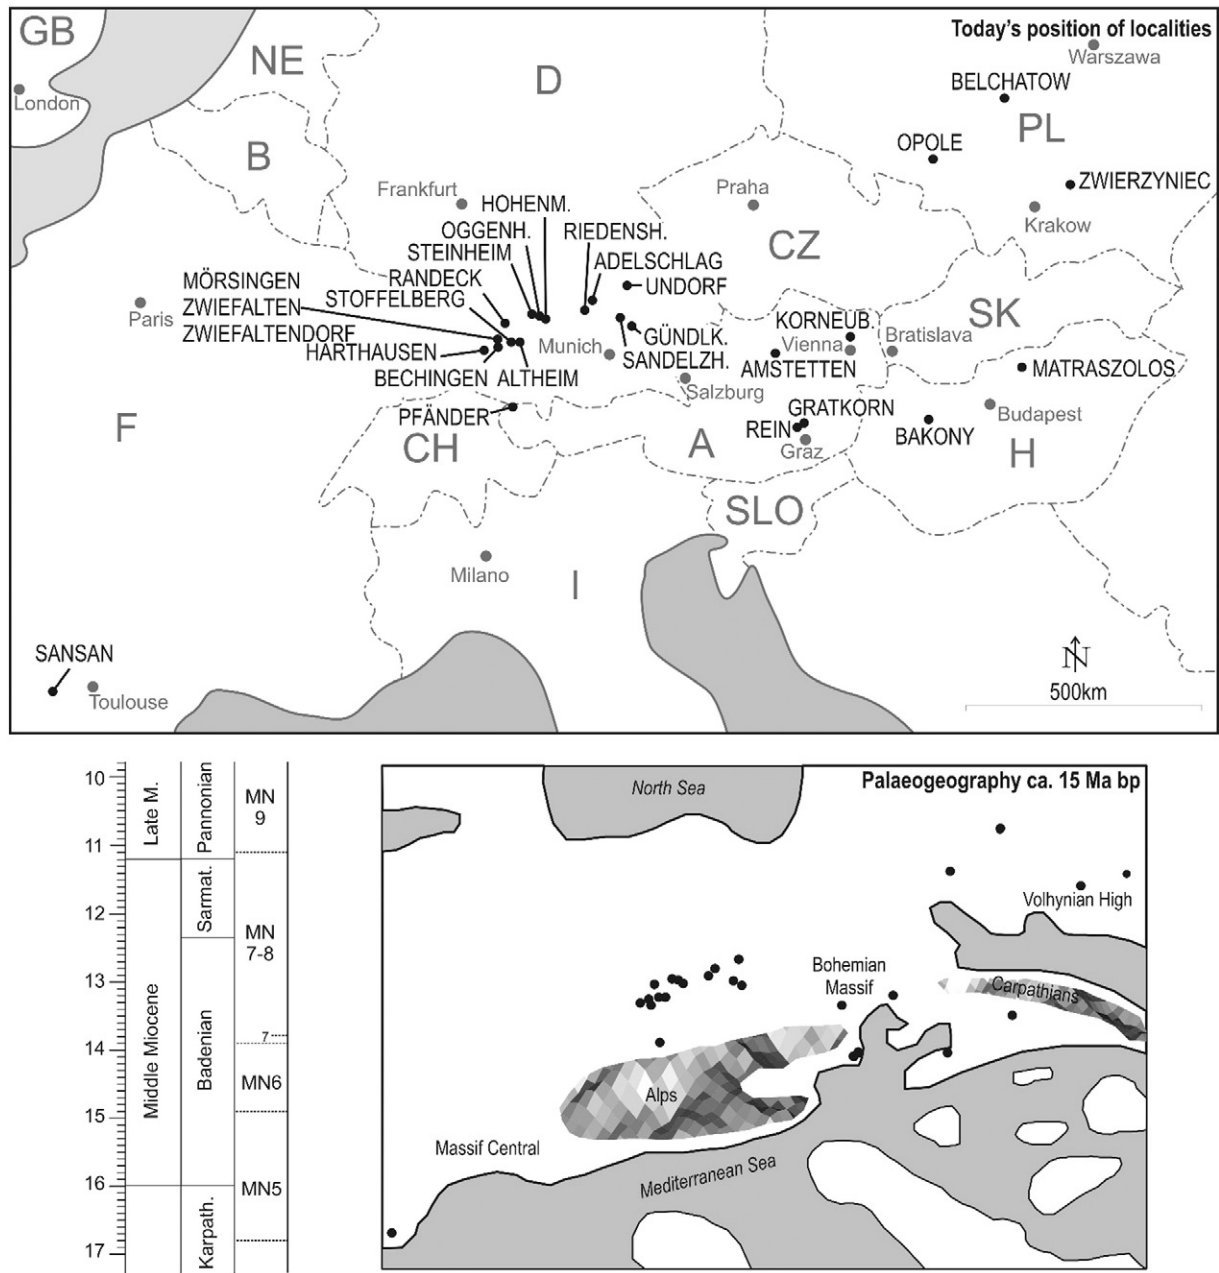 GB
NE
D
Today's position of localities
Warszawa
London
BELCHATOW
PL
B
OPOLE
Frankfurt
Praha
ZWIERZYNIEC
HOHENM.
Krakow
OGGENH.
RIEDENSH.
STEINHEIM
CZ
ADELSCHLAG
RANDECK
UNDORF
MÖRSINGEN
STOFFELBERG
ZWIEFALTEN
SK
Paris
KORNEUB.
ZWIEFALTENDORF
GÜNDLK.
Bratislava
HARTHAUSEN
Munich
Vienna
SANDELZH.
AMSTETTEN
MATRASZOLOS
BECHINGEN
ALTHEIM
Salzburg
PFÄNDER
GRATKORN
Budapest
F
CH
A
REIN
BAKONY
Graz
H
SLO
Milano
I
SANSAN
N
Toulouse
500km
10
11
12
13
14
15
16
17
Late M.
Middle Miocene
Pannonian
Sarmat.
Badenian
Karpath.
MN
9
MN
7-8
7
MN6
MN5
North Sea
Palaeogeography ca. 15 Ma bp
Volhynian High
Bohemian
Massif
Carpathians
Alps
Massif Central
Mediterranean Sea